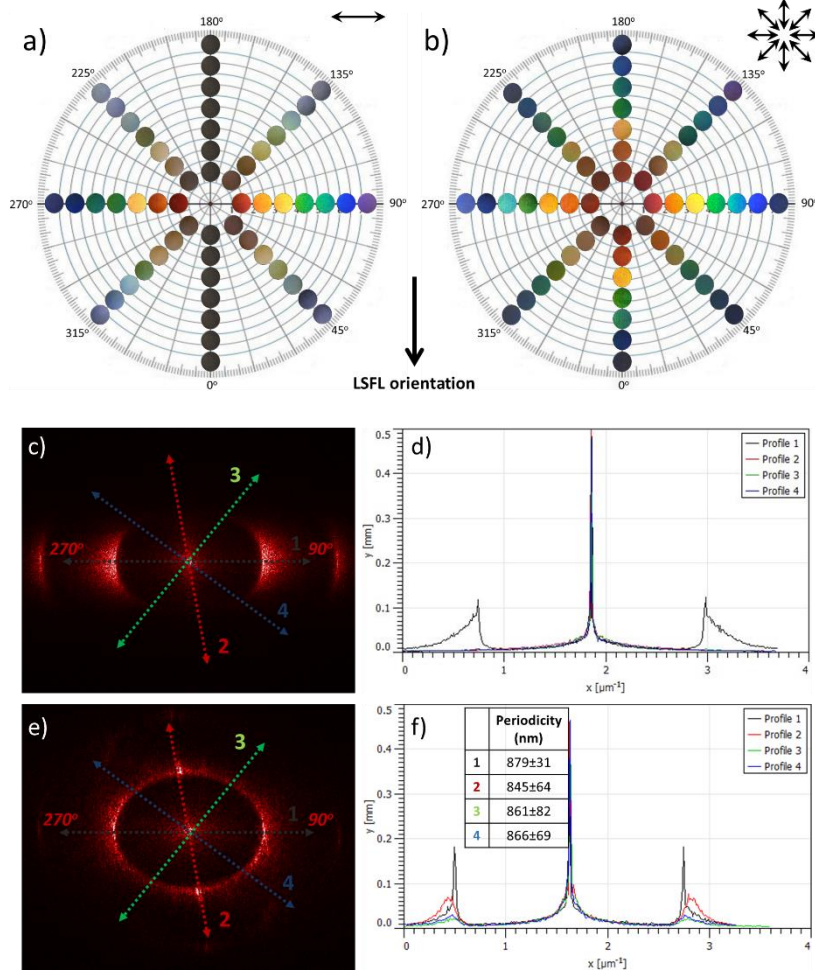 a)
180°
b)
180°
225°
135°
225°
135°
270°
90°
270°
90°
315°
45°
315°
45°
0°
0°
LSFL orientation
c)
3
270°
1
90°
4
2
d)
0.5
0.4
0.3
0.2
0.1
0.0
y [mm]
0
1
2
3
4
x [µm⁻¹]
Profile 1
Profile 2
Profile 3
Profile 4
e)
3
270°
1
90°
4
2
f)
0.5
0.4
0.3
0.2
0.1
0.0
y [mm]
0
1
2
3
4
x [µm⁻¹]
Periodicity
(nm)
1 879±31
2 845±64
3 861±82
4 866±69
Profile 1
Profile 2
Profile 3
Profile 4